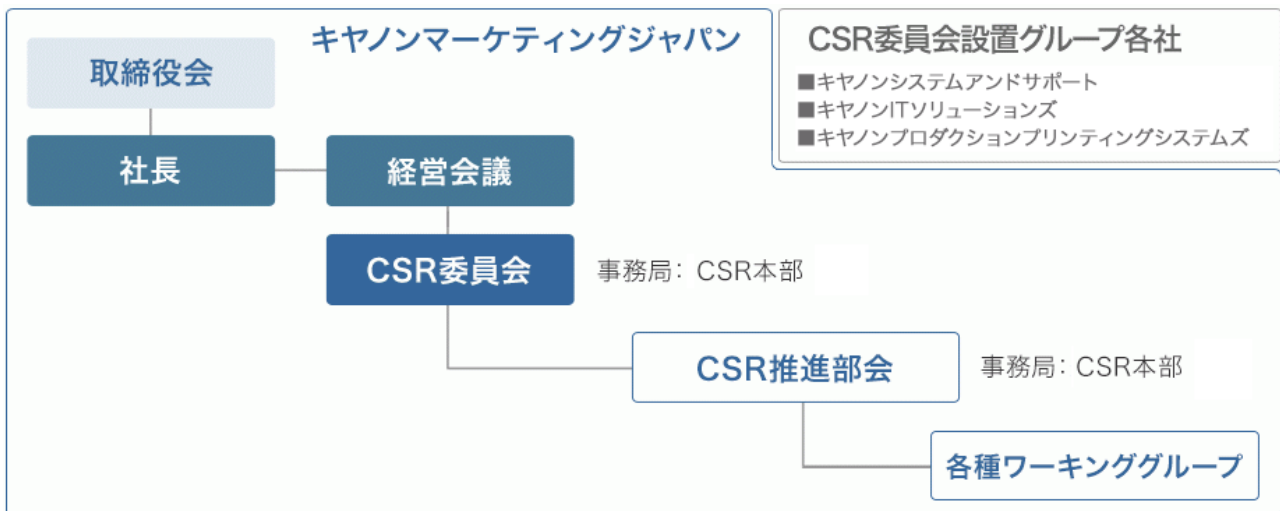 キヤノンマーケティングジャパン
CSR委員会設置グループ各社
■キヤノンシステムアンドサポート
■キヤノンITソリューションズ
■キヤノンプロダクションプリンティングシステムズ
取締役会
社長
経営会議
CSR委員会
事務局：CSR本部
CSR推進部会
事務局：CSR本部
各種ワーキンググループ